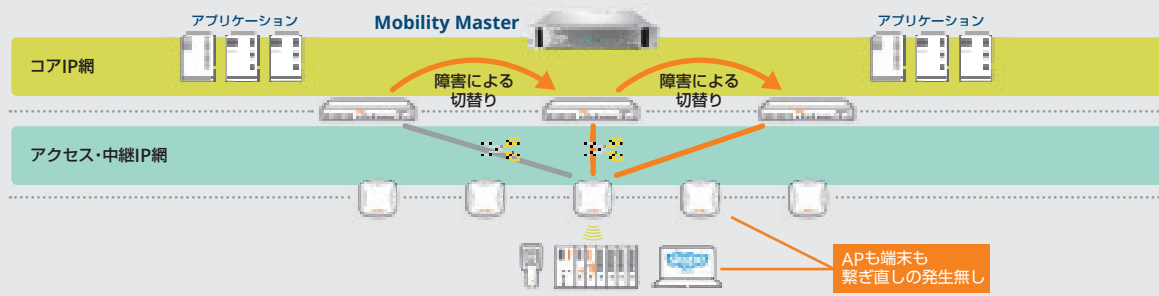 アプリケーション
Mobility Master
アプリケーション
コアIP網
障害による
切替り
障害による
切替り
アクセス・中継IP網
APも端末も
繋ぎ直しの発生無し